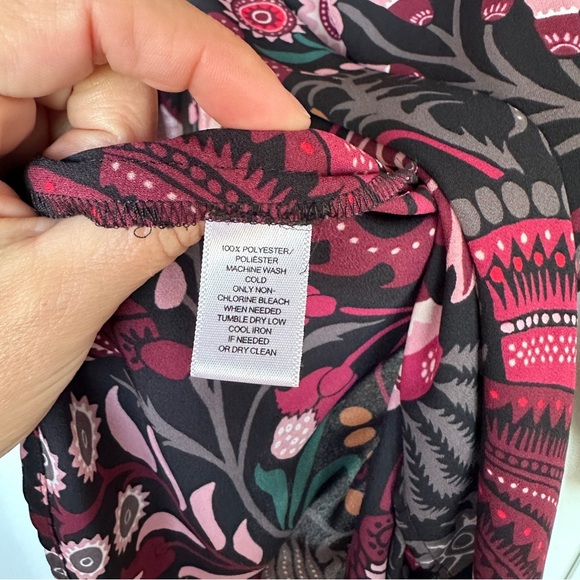 100% POLYESTER/
POLIÉSTER
MACHINE WASH
COLD
ONLY NON-
CHLORINE BLEACH
WHEN NEEDED
TUMBLE DRY LOW
COOL IRON
IF NEEDED
OR DRY CLEAN